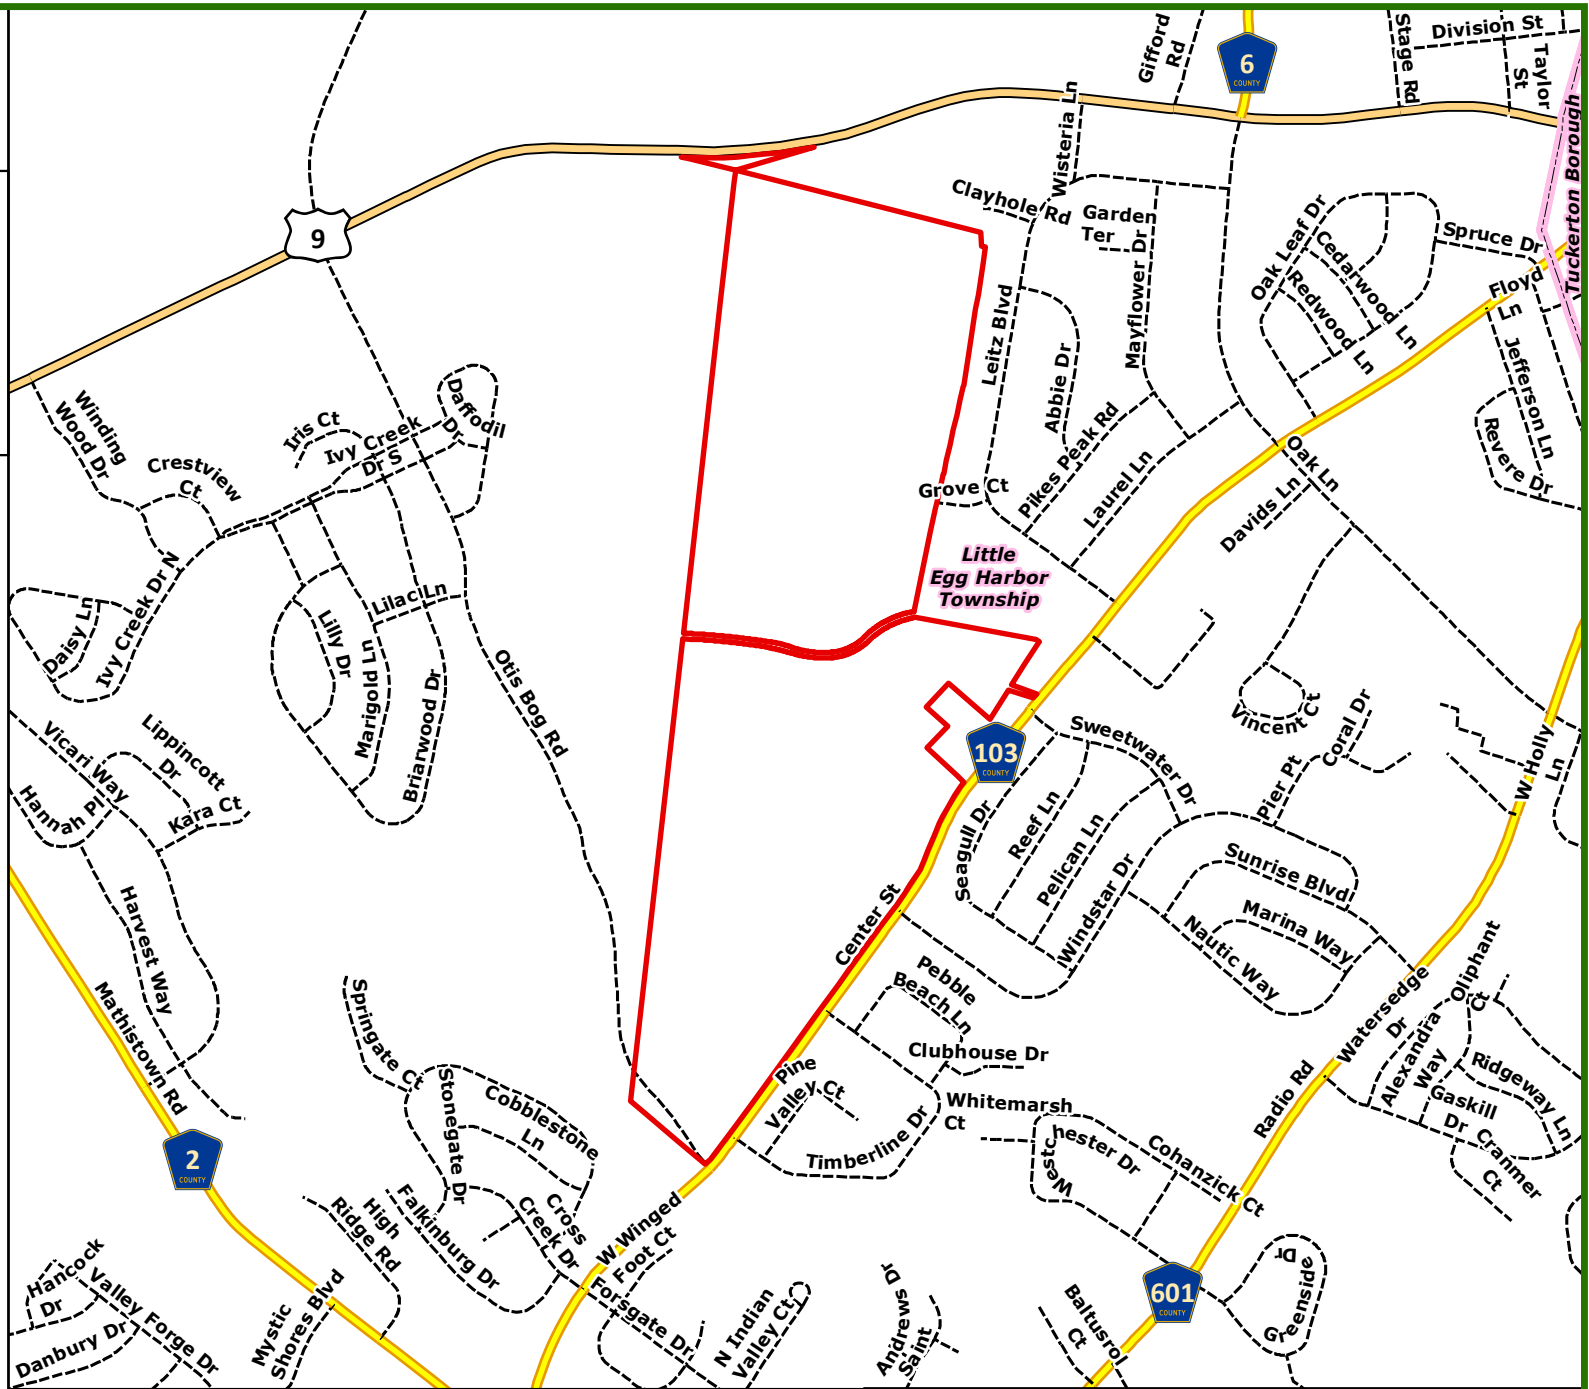 Gifford
Rd
6
COUNTY
Stage Rd
Division St
Taylor
St
Tuckerton Borough
Wisteria Ln
Clayhole Rd
Garden
Ter
Mayflower Dr
Oak Leaf Dr
Cedarwood Ln
Redwood Ln
Spruce Dr
Floyd
Ln
9
Leitz Blvd
Abbie Dr
Jefferson Ln
Revere Dr
Winding
Wood Dr
Iris Ct
Ivy Creek
Dr S
Daffodil
Dr
Crestview
Ct
Grove Ct
Pikes Peak Rd
Laurel Ln
Oak Ln
Davids Ln
Little
Egg Harbor
Township
Daisy Ln
Ivy Creek Dr N
Lilac Ln
Lilly Dr
Marigold Ln
Briarwood Dr
Otis Bog Rd
Vincent Ct
Coral Dr
Pier Pt
W Holly
Ln
Vicari Way
Lippincott
Dr
Hannah Pl
Kara Ct
103
COUNTY
Sweetwater Dr
Seagull Dr
Reef Ln
Pelican Ln
Windstar Dr
Sunrise Blvd
Marina Way
Nautic Way
Harvest Way
Center St
Mathistown Rd
Pebble
Beach Ln
Clubhouse Dr
Watersedge
Dr
Oliphant
Ct
Alexandra
Way
Ridgeway Ln
Gaskill
Dr
Cranmer
Ct
Springate Ct
Stonegate Dr
Cobblestone
Ln
Pine
Valley Ct
Timberline Dr
Whitemarsh
Ct
Westchester Dr
Cohanzick Ct
Radio Rd
2
COUNTY
High
Ridge Rd
Falkinburg Dr
Cross
Creek Dr
W Winged
Foot Ct
Forsgate Dr
Hancock
Dr
Valley Forge Dr
Danbury Dr
Mystic
Shores Blvd
N Indian
Valley Ct
Saint
Andrews Dr
Baltusrol
Ct
601
COUNTY
Greenside
Dr